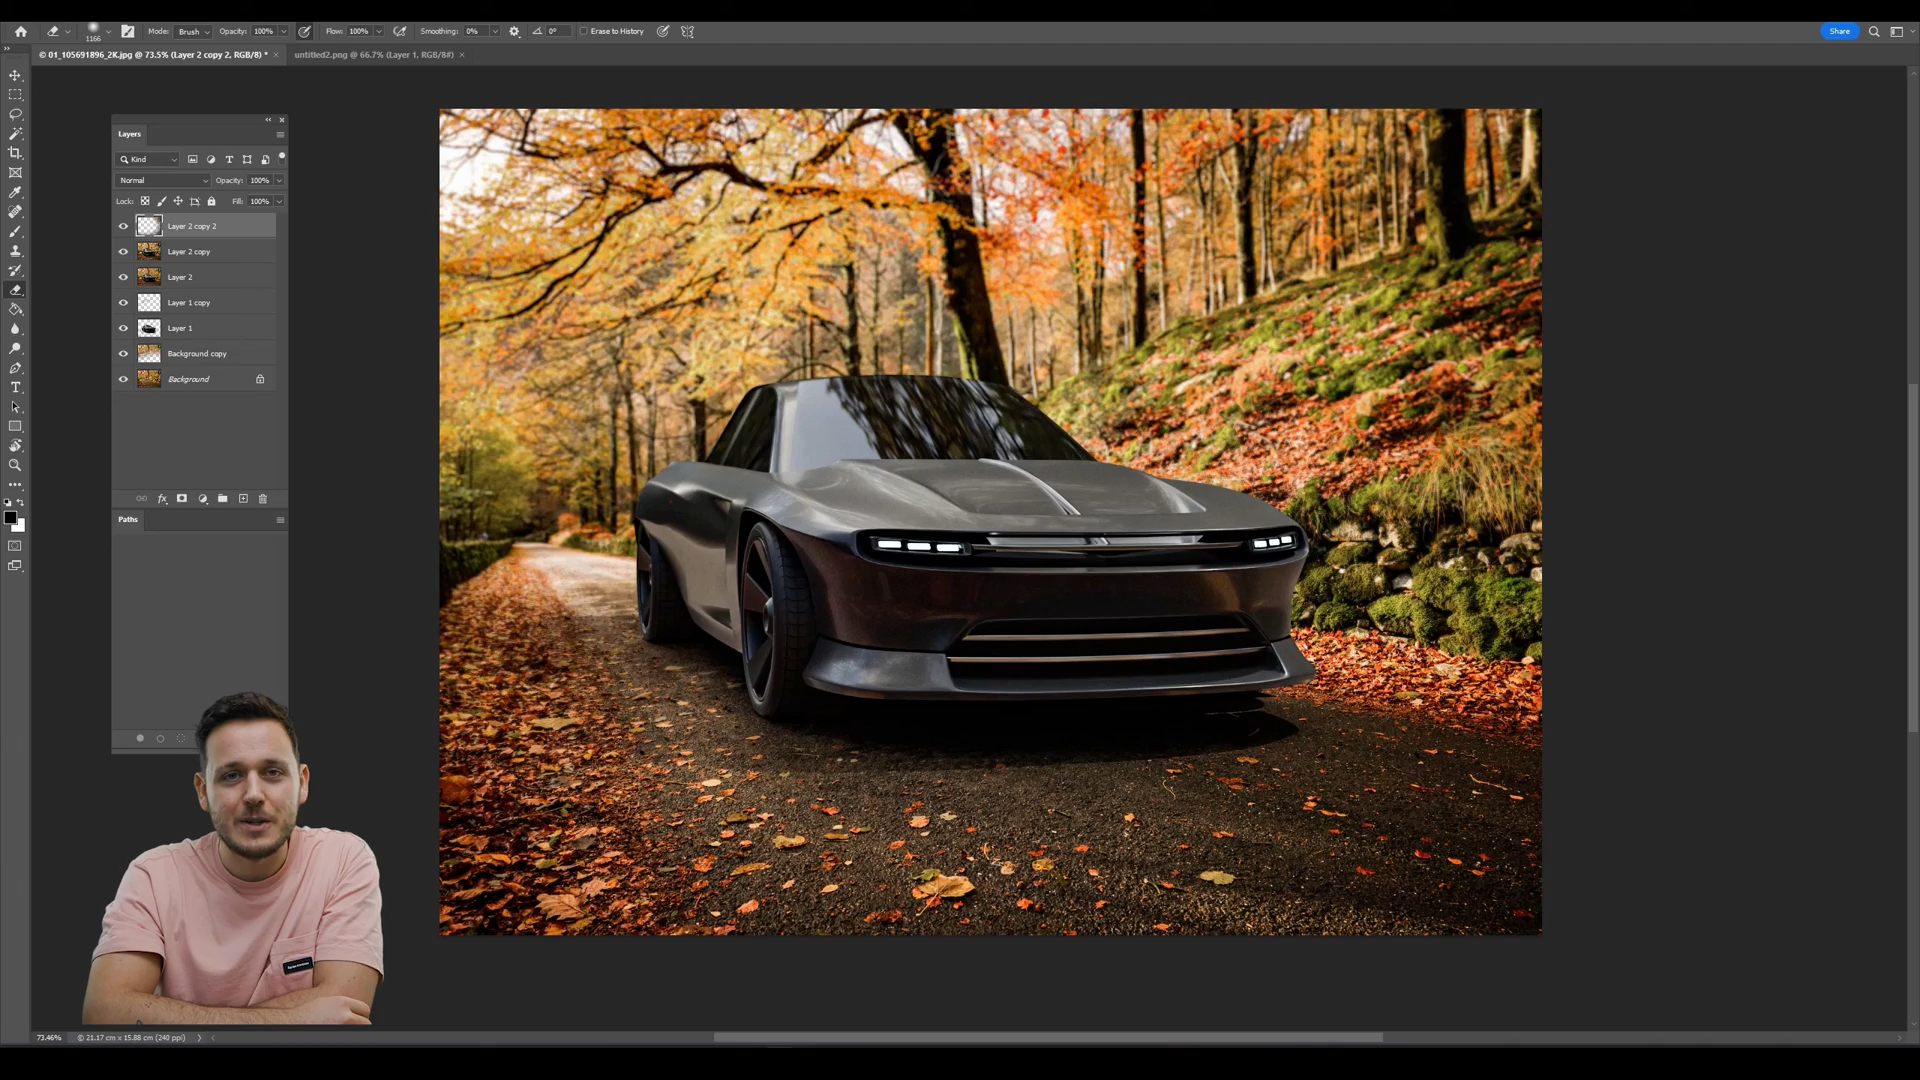 1166
Mode: Brush Opacity: 100% Flow: 100% Smoothing: 0% 0° Erase to History Share
© 01_105691896_2K.jpg @ 73.5% (Layer 2 copy 2, RGB/8) * × untitled2.png @ 66.7% (Layer 1, RGB/8#) ×
Layers
Kind
Normal Opacity: 100%
Lock: Fill: 100%
Layer 2 copy 2
Layer 2 copy
Layer 2
Layer 1 copy
Layer 1
Background copy
Background
Paths
73.46% © 21.17 cm x 15.88 cm (240 ppi)